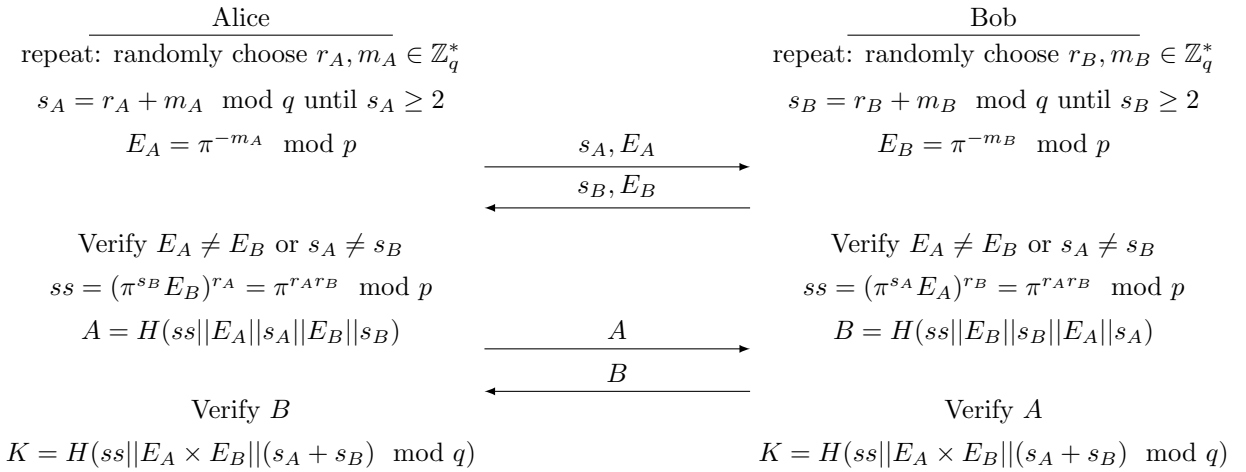 Alice
repeat: randomly choose r_A, m_A ∈ ℤ_q^*
s_A = r_A + m_A mod q until s_A ≥ 2
E_A = π^{-m_A} mod p
Bob
repeat: randomly choose r_B, m_B ∈ ℤ_q^*
s_B = r_B + m_B mod q until s_B ≥ 2
E_B = π^{-m_B} mod p
s_A, E_A
s_B, E_B
Verify E_A ≠ E_B or s_A ≠ s_B
ss = (π^{s_B} E_B)^{r_A} = π^{r_A r_B} mod p
A = H(ss||E_A||s_A||E_B||s_B)
Verify E_A ≠ E_B or s_A ≠ s_B
ss = (π^{s_A} E_A)^{r_B} = π^{r_A r_B} mod p
B = H(ss||E_B||s_B||E_A||s_A)
A
B
Verify B
K = H(ss||E_A × E_B||(s_A + s_B) mod q)
Verify A
K = H(ss||E_A × E_B||(s_A + s_B) mod q)